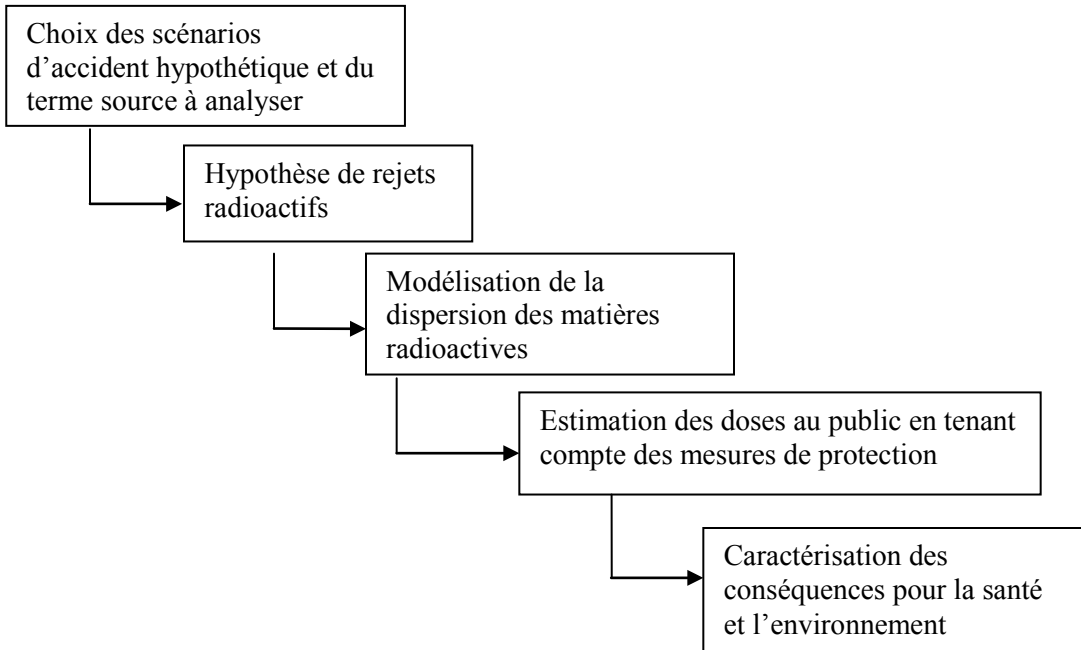 Choix des scénarios
d’accident hypothétique et du
terme source à analyser
Hypothèse de rejets
radioactifs
Modélisation de la
dispersion des matières
radioactives
Estimation des doses au public en tenant
compte des mesures de protection
Caractérisation des
conséquences pour la santé
et l’environnement